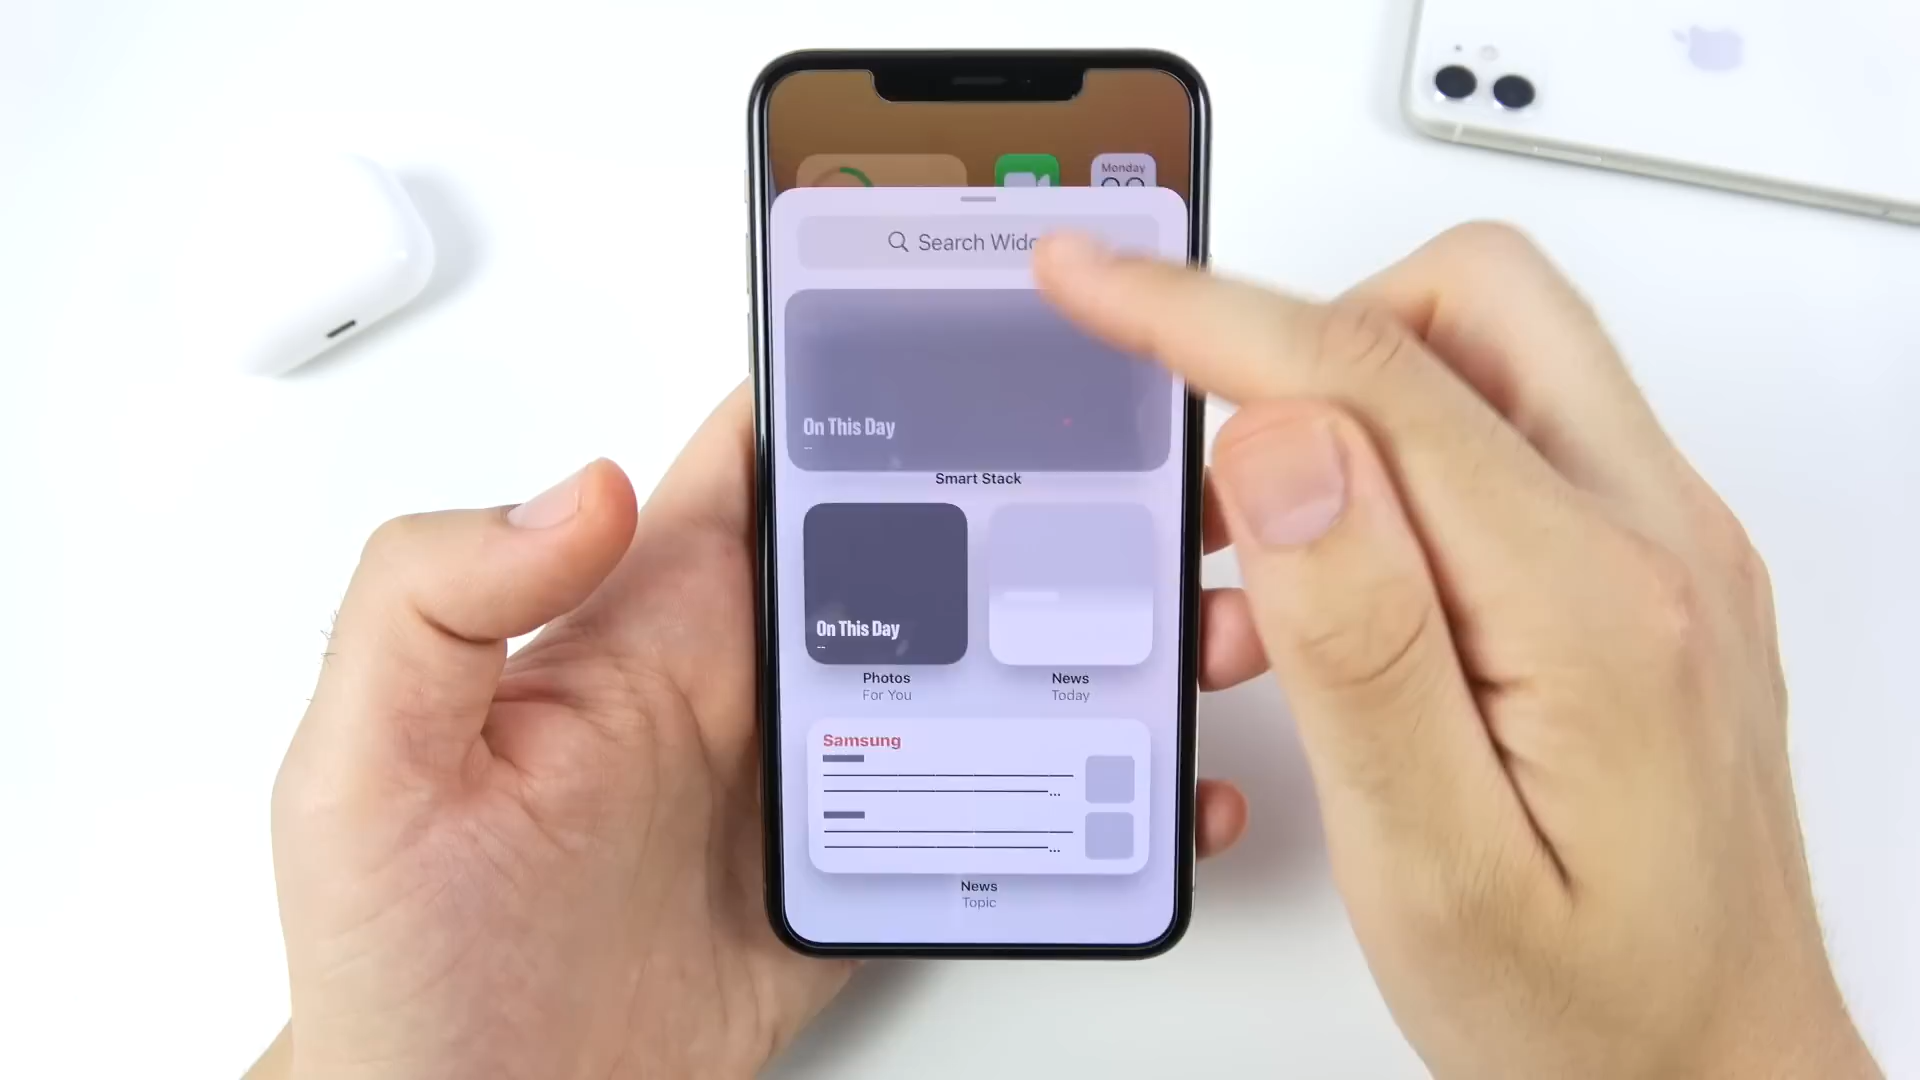 Monday
Search Wid
On This Day
--
Smart Stack
On This Day
--
Photos
For You
News
Today
Samsung
...
...
News
Topic